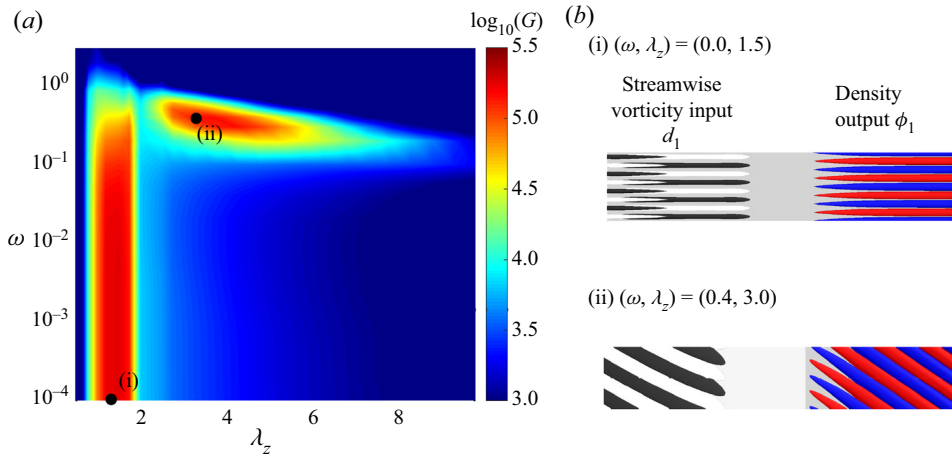 (a)
log₁₀(G)
5.5
5.0
4.5
4.0
3.5
3.0
10⁰
10⁻¹
10⁻²
10⁻³
10⁻⁴
ω
(ii)
(i)
2 4 6 8
λz
(b)
(i) (ω, λz) = (0.0, 1.5)
Streamwise
vorticity input
d₁
Density
output ϕ₁
(ii) (ω, λz) = (0.4, 3.0)